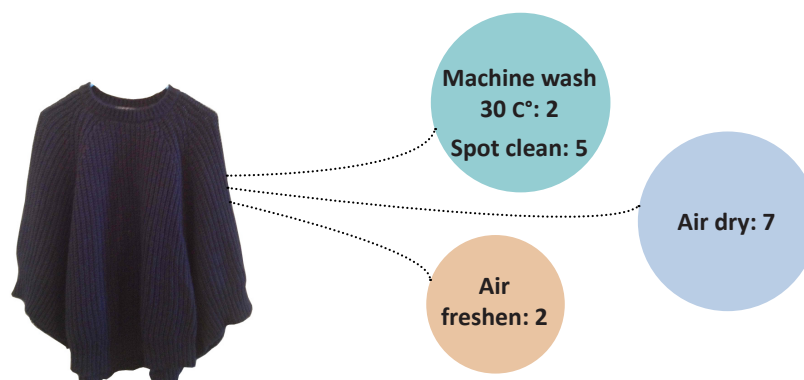 Machine wash
30 C°: 2
Spot clean: 5
Air dry: 7
Air
freshen: 2